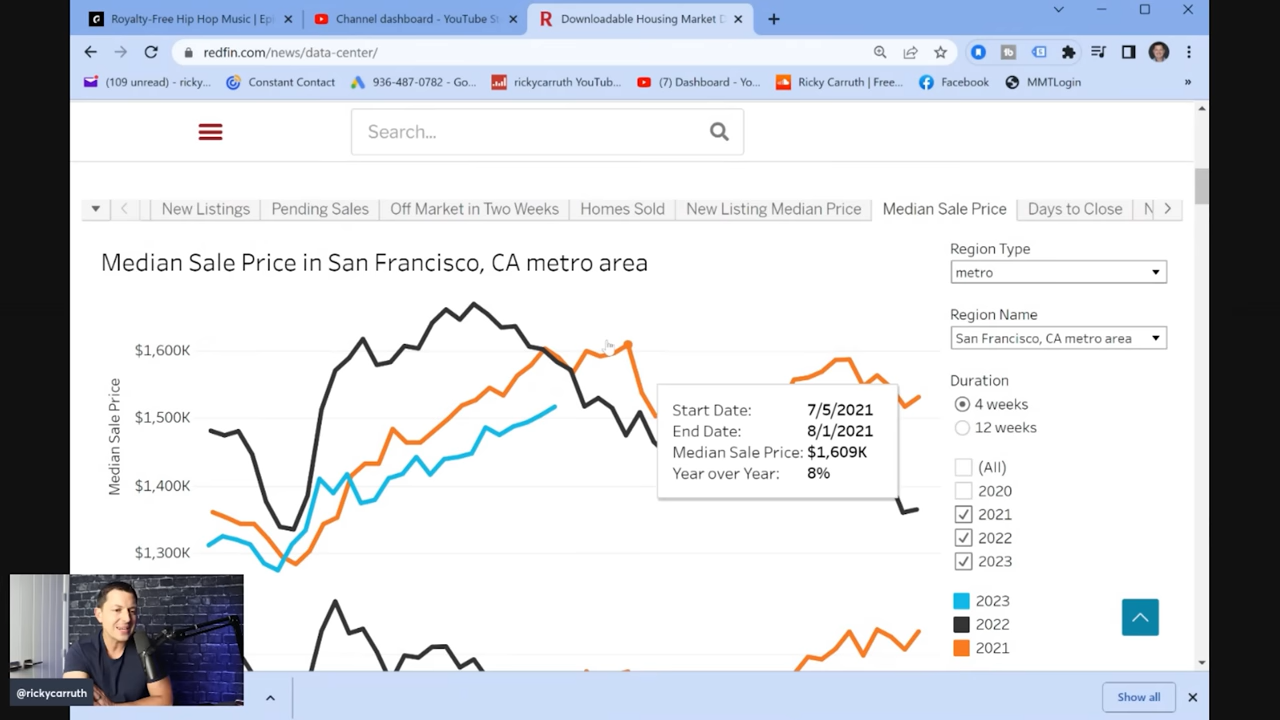 Royalty-Free Hip Hop Music | Epi
Channel dashboard - YouTube St
Downloadable Housing Market D
redfin.com/news/data-center/
(109 unread) - ricky...
Constant Contact
936-487-0782 - Go...
rickycarruth YouTub...
(7) Dashboard - Yo...
Ricky Carruth | Free...
Facebook
MMTLogin
»
Search...
New Listings
Pending Sales
Off Market in Two Weeks
Homes Sold
New Listing Median Price
Median Sale Price
Days to Close
N
Median Sale Price in San Francisco, CA metro area
Median Sale Price
$1,600K
$1,500K
$1,400K
$1,300K
Start Date: 7/5/2021
End Date: 8/1/2021
Median Sale Price: $1,609K
Year over Year: 8%
Region Type
metro
Region Name
San Francisco, CA metro area
Duration
4 weeks
12 weeks
(All)
2020
2021
2022
2023
2023
2022
2021
@rickycarruth
Show all